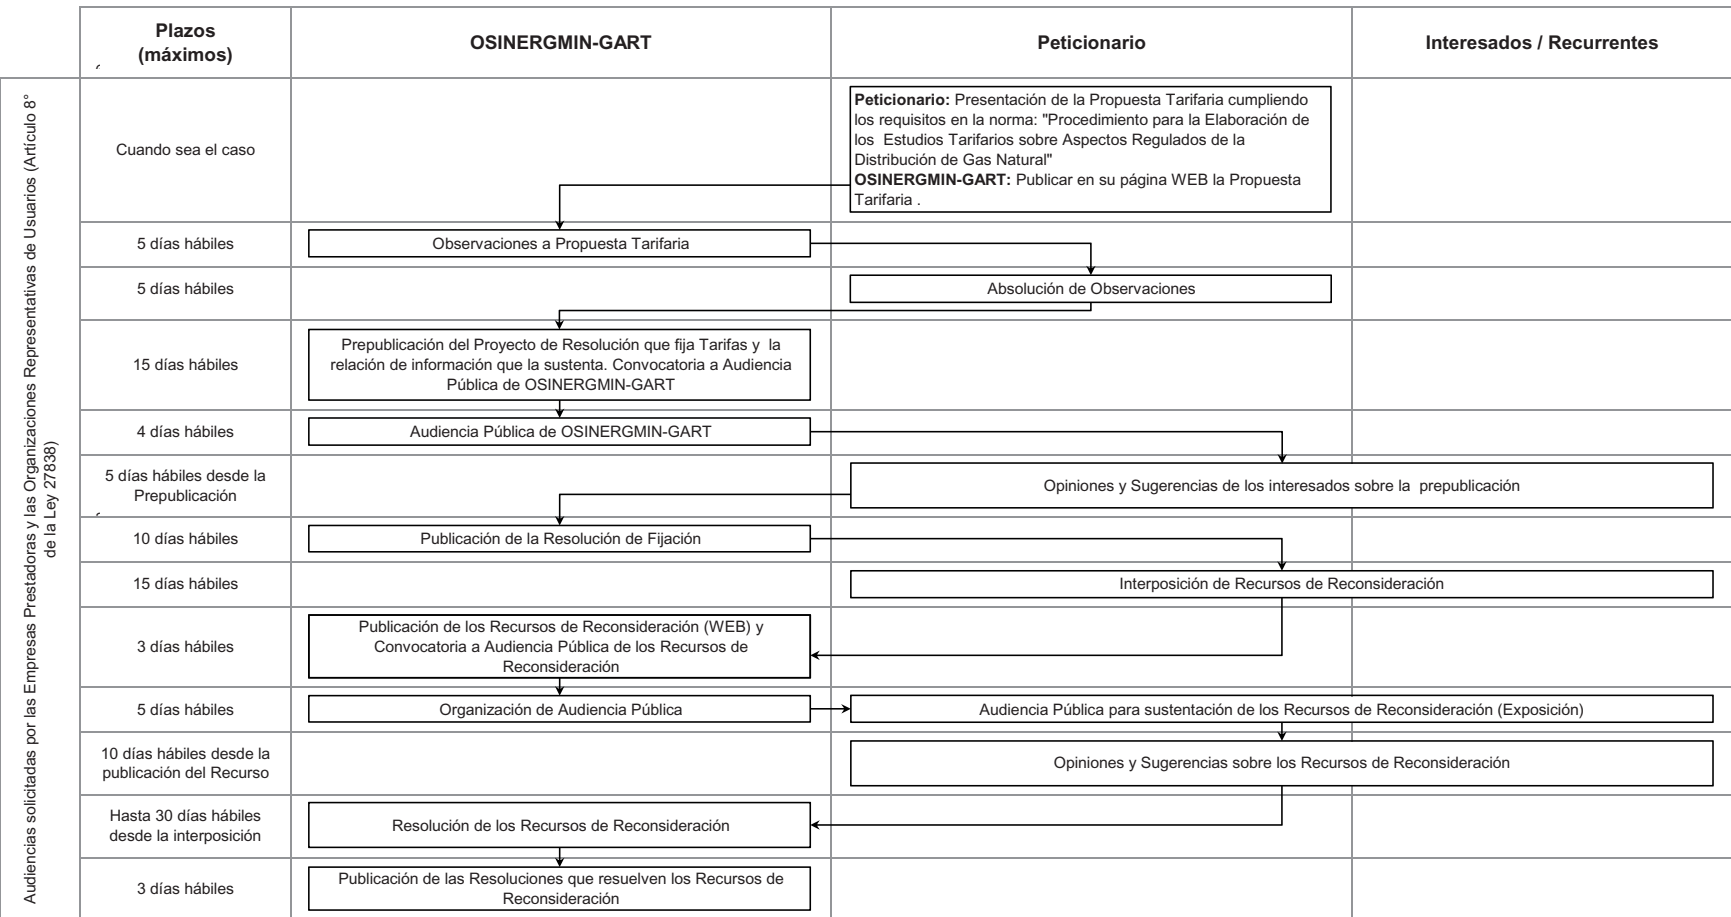 Plazos
(máximos)
OSINERGMIN-GART
Peticionario
Interesados / Recurrentes
Audiencias solicitadas por las Empresas Prestadoras y las Organizaciones Representativas de Usuarios (Artículo 8°
de la Ley 27838)
Cuando sea el caso
Peticionario: Presentación de la Propuesta Tarifaria cumpliendo
los requisitos en la norma: "Procedimiento para la Elaboración de
los Estudios Tarifarios sobre Aspectos Regulados de la
Distribución de Gas Natural"
OSINERGMIN-GART: Publicar en su página WEB la Propuesta
Tarifaria .
5 días hábiles
Observaciones a Propuesta Tarifaria
5 días hábiles
Absolución de Observaciones
15 días hábiles
Prepublicación del Proyecto de Resolución que fija Tarifas y la
relación de información que la sustenta. Convocatoria a Audiencia
Pública de OSINERGMIN-GART
4 días hábiles
Audiencia Pública de OSINERGMIN-GART
5 días hábiles desde la
Prepublicación
Opiniones y Sugerencias de los interesados sobre la prepublicación
10 días hábiles
Publicación de la Resolución de Fijación
15 días hábiles
Interposición de Recursos de Reconsideración
3 días hábiles
Publicación de los Recursos de Reconsideración (WEB) y
Convocatoria a Audiencia Pública de los Recursos de
Reconsideración
5 días hábiles
Organización de Audiencia Pública
Audiencia Pública para sustentación de los Recursos de Reconsideración (Exposición)
10 días hábiles desde la
publicación del Recurso
Opiniones y Sugerencias sobre los Recursos de Reconsideración
Hasta 30 días hábiles
desde la interposición
Resolución de los Recursos de Reconsideración
3 días hábiles
Publicación de las Resoluciones que resuelven los Recursos de
Reconsideración